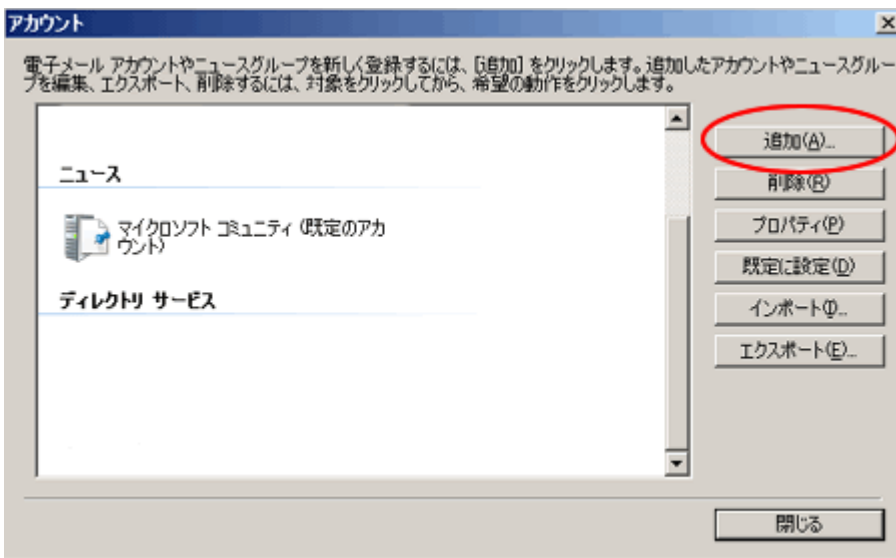 アカウント
電子メール アカウントやニュースグループを新しく登録するには、[追加] をクリックします。追加したアカウントやニュースグルー
プを編集、エクスポート、削除するには、対象をクリックしてから、希望の動作をクリックします。
追加(A)...
ニュース
削除(R)
マイクロソフト コミュニティ (既定のアカ
ウント)
プロパティ(P)
既定に設定(D)
ディレクトリ サービス
インポート(I)...
エクスポート(E)...
閉じる